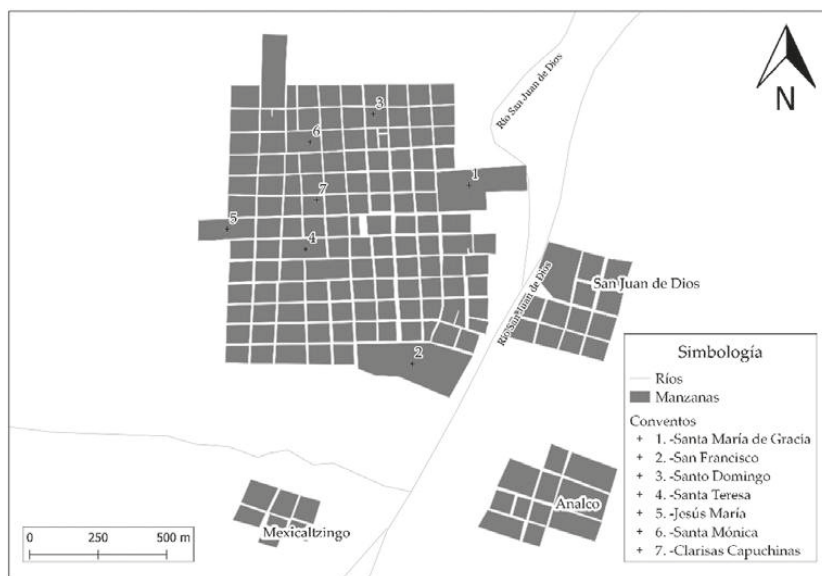 N
Río San Juan de Dios
3
6
1
7
5
4
San Juan de Dios
Río San Juan de Dios
2
Analco
Mexicaltzingo
0 250 500 m
Simbología
Ríos
Manzanas
Conventos
+ 1. -Santa María de Gracia
+ 2. -San Francisco
+ 3. -Santo Domingo
+ 4. -Santa Teresa
+ 5. -Jesús María
+ 6. -Santa Mónica
+ 7. -Clarisas Capuchinas